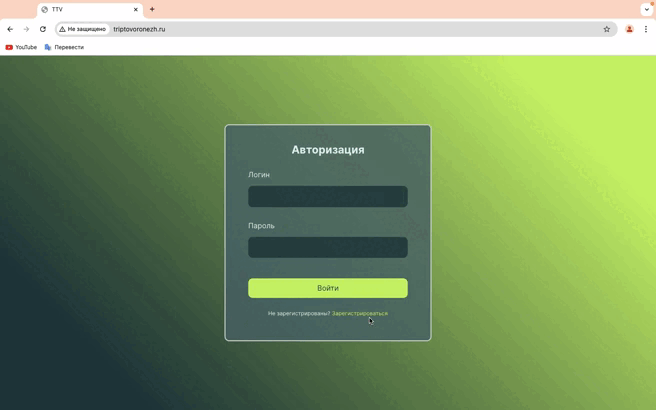 TTV
Не защищено
triptovoronezh.ru
YouTube
Перевести
Авторизация
Логин
Пароль
Войти
Не зарегистрированы? Зарегистрироваться